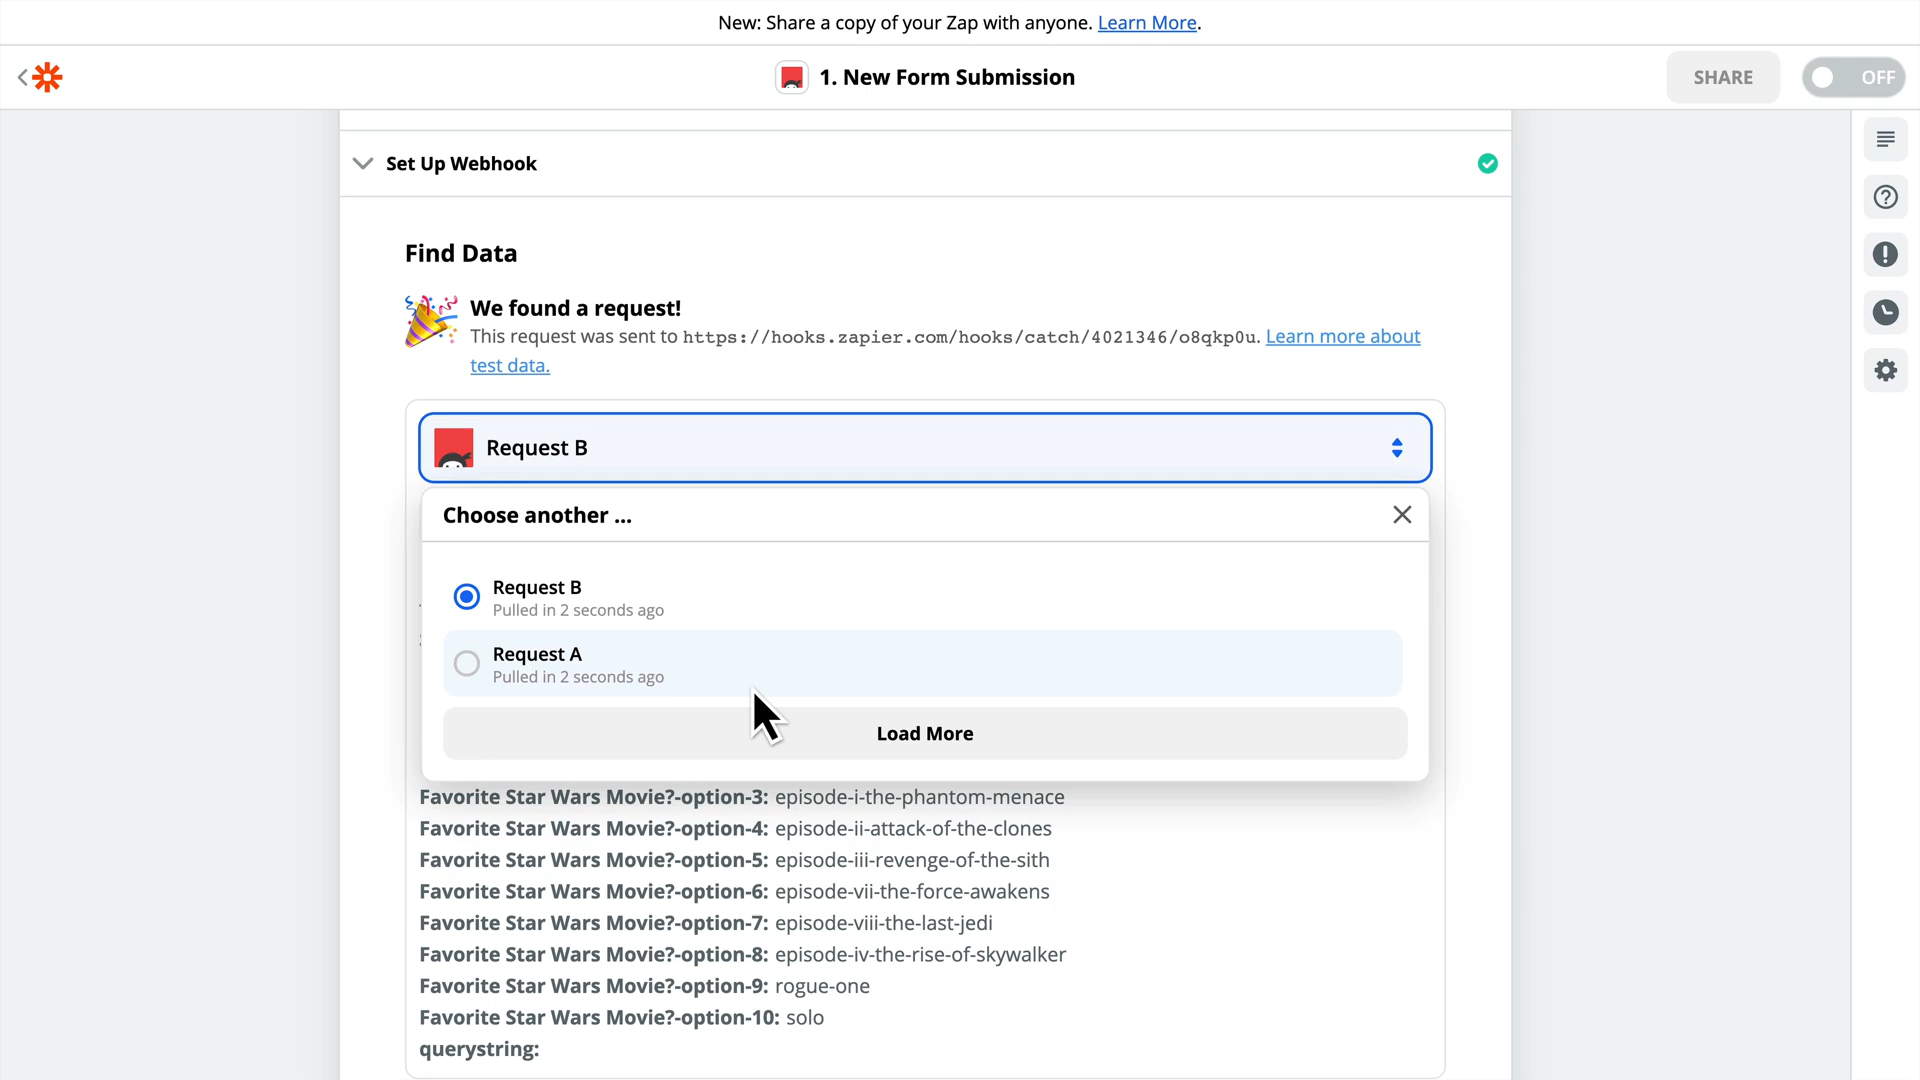 New: Share a copy of your Zap with anyone. Learn More.
1. New Form Submission
SHARE
OFF
Set Up Webhook
Find Data
We found a request!
This request was sent to https://hooks.zapier.com/hooks/catch/4021346/o8qkp0u. Learn more about
test data.
Request B
Choose another ...
Request B
Pulled in 2 seconds ago
Request A
Pulled in 2 seconds ago
Load More
Favorite Star Wars Movie?-option-3: episode-i-the-phantom-menace
Favorite Star Wars Movie?-option-4: episode-ii-attack-of-the-clones
Favorite Star Wars Movie?-option-5: episode-iii-revenge-of-the-sith
Favorite Star Wars Movie?-option-6: episode-vii-the-force-awakens
Favorite Star Wars Movie?-option-7: episode-viii-the-last-jedi
Favorite Star Wars Movie?-option-8: episode-iv-the-rise-of-skywalker
Favorite Star Wars Movie?-option-9: rogue-one
Favorite Star Wars Movie?-option-10: solo
querystring: